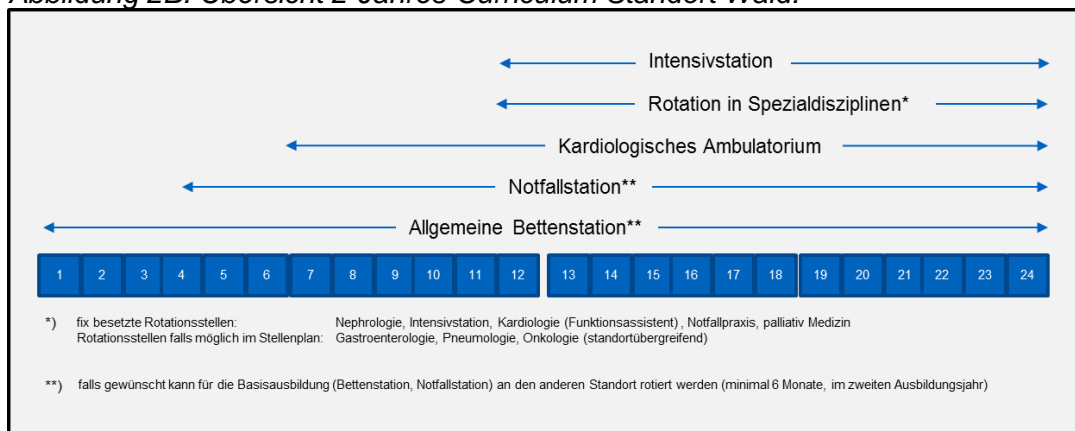 Abbildung 2B: Übersicht 2-Jahres-Curriculum Standort Wald.
Intensivstation
Rotation in Spezialdisziplinen*
Kardiologisches Ambulatorium
Notfallstation**
Allgemeine Bettenstation**
1 2 3 4 5 6 7 8 9 10 11 12 13 14 15 16 17 18 19 20 21 22 23 24
*) fix besetzte Rotationsstellen: Nephrologie, Intensivstation, Kardiologie (Funktionsassistent), Notfallpraxis, palliativ Medizin
Rotationsstellen falls möglich im Stellenplan: Gastroenterologie, Pneumologie, Onkologie (standortübergreifend)
**) falls gewünscht kann für die Basisausbildung (Bettenstation, Notfallstation) an den anderen Standort rotiert werden (minimal 6 Monate, im zweiten Ausbildungsjahr)